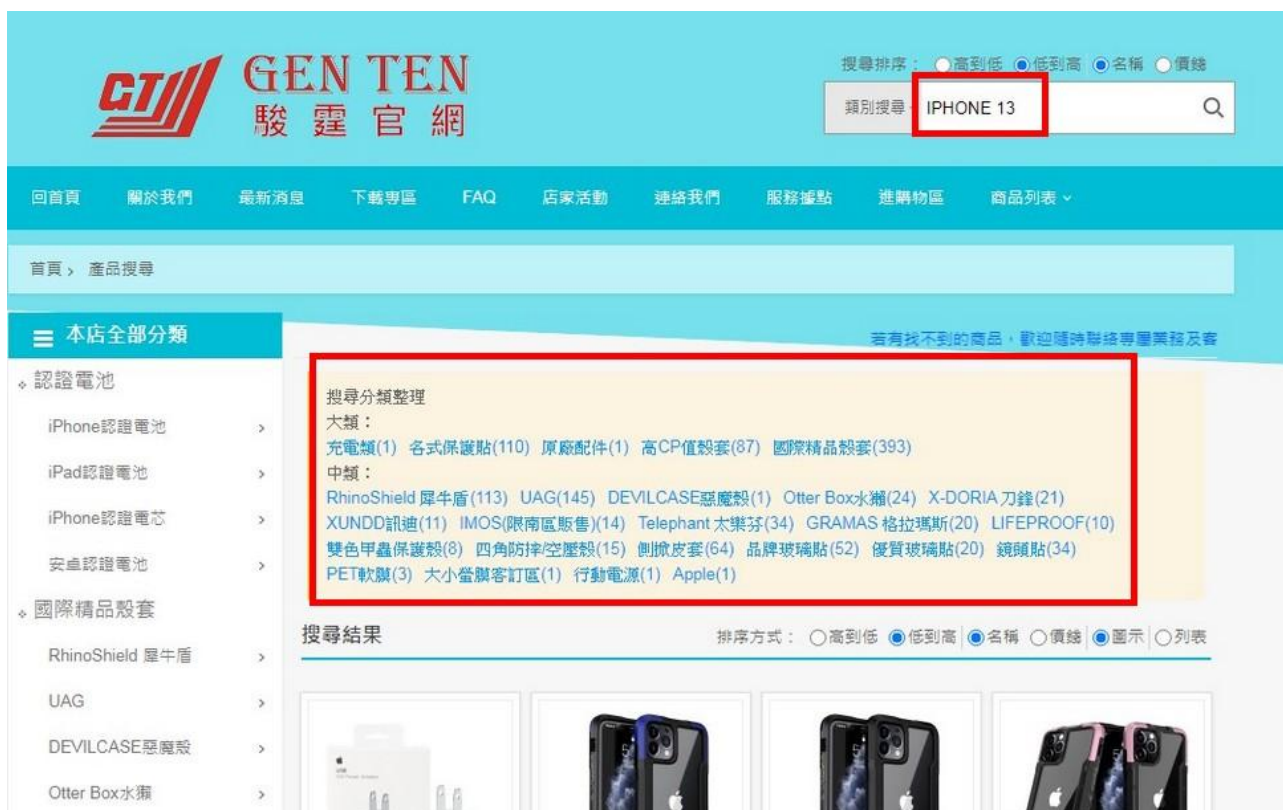 GTM
GEN TEN
駿霆官網
搜尋排序： 高到低 低到高 名稱 價錢
類別搜尋 IPHONE 13
回首頁 關於我們 最新消息 下載專區 FAQ 店家活動 連絡我們 服務據點 進購物區 商品列表
首頁 › 產品搜尋
本店全部分類
若有找不到的商品，歡迎隨時聯絡專屬業務及客
認證電池
iPhone認證電池
iPad認證電池
iPhone認證電芯
安卓認證電池
國際精品殼套
RhinoShield 犀牛盾
UAG
DEVILCASE惡魔殼
Otter Box水獺
搜尋分類整理
大類：
充電類(1) 各式保護貼(110) 原廠配件(1) 高CP值殼套(87) 國際精品殼套(393)
中類：
RhinoShield 犀牛盾(113) UAG(145) DEVILCASE惡魔殼(1) Otter Box水獺(24) X-DORIA 刀鋒(21)
XUNDD訊迪(11) IMOS(限南區販售)(14) Telephant 太樂芬(34) GRAMAS 格拉瑪斯(20) LIFEPROOF(10)
雙色甲蟲保護殼(8) 四角防摔/空壓殼(15) 側掀皮套(64) 品牌玻璃貼(52) 優質玻璃貼(20) 鏡頭貼(34)
PET軟膜(3) 大小螢膜客訂區(1) 行動電源(1) Apple(1)
搜尋結果
排序方式： 高到低 低到高 名稱 價錢 圖示 列表